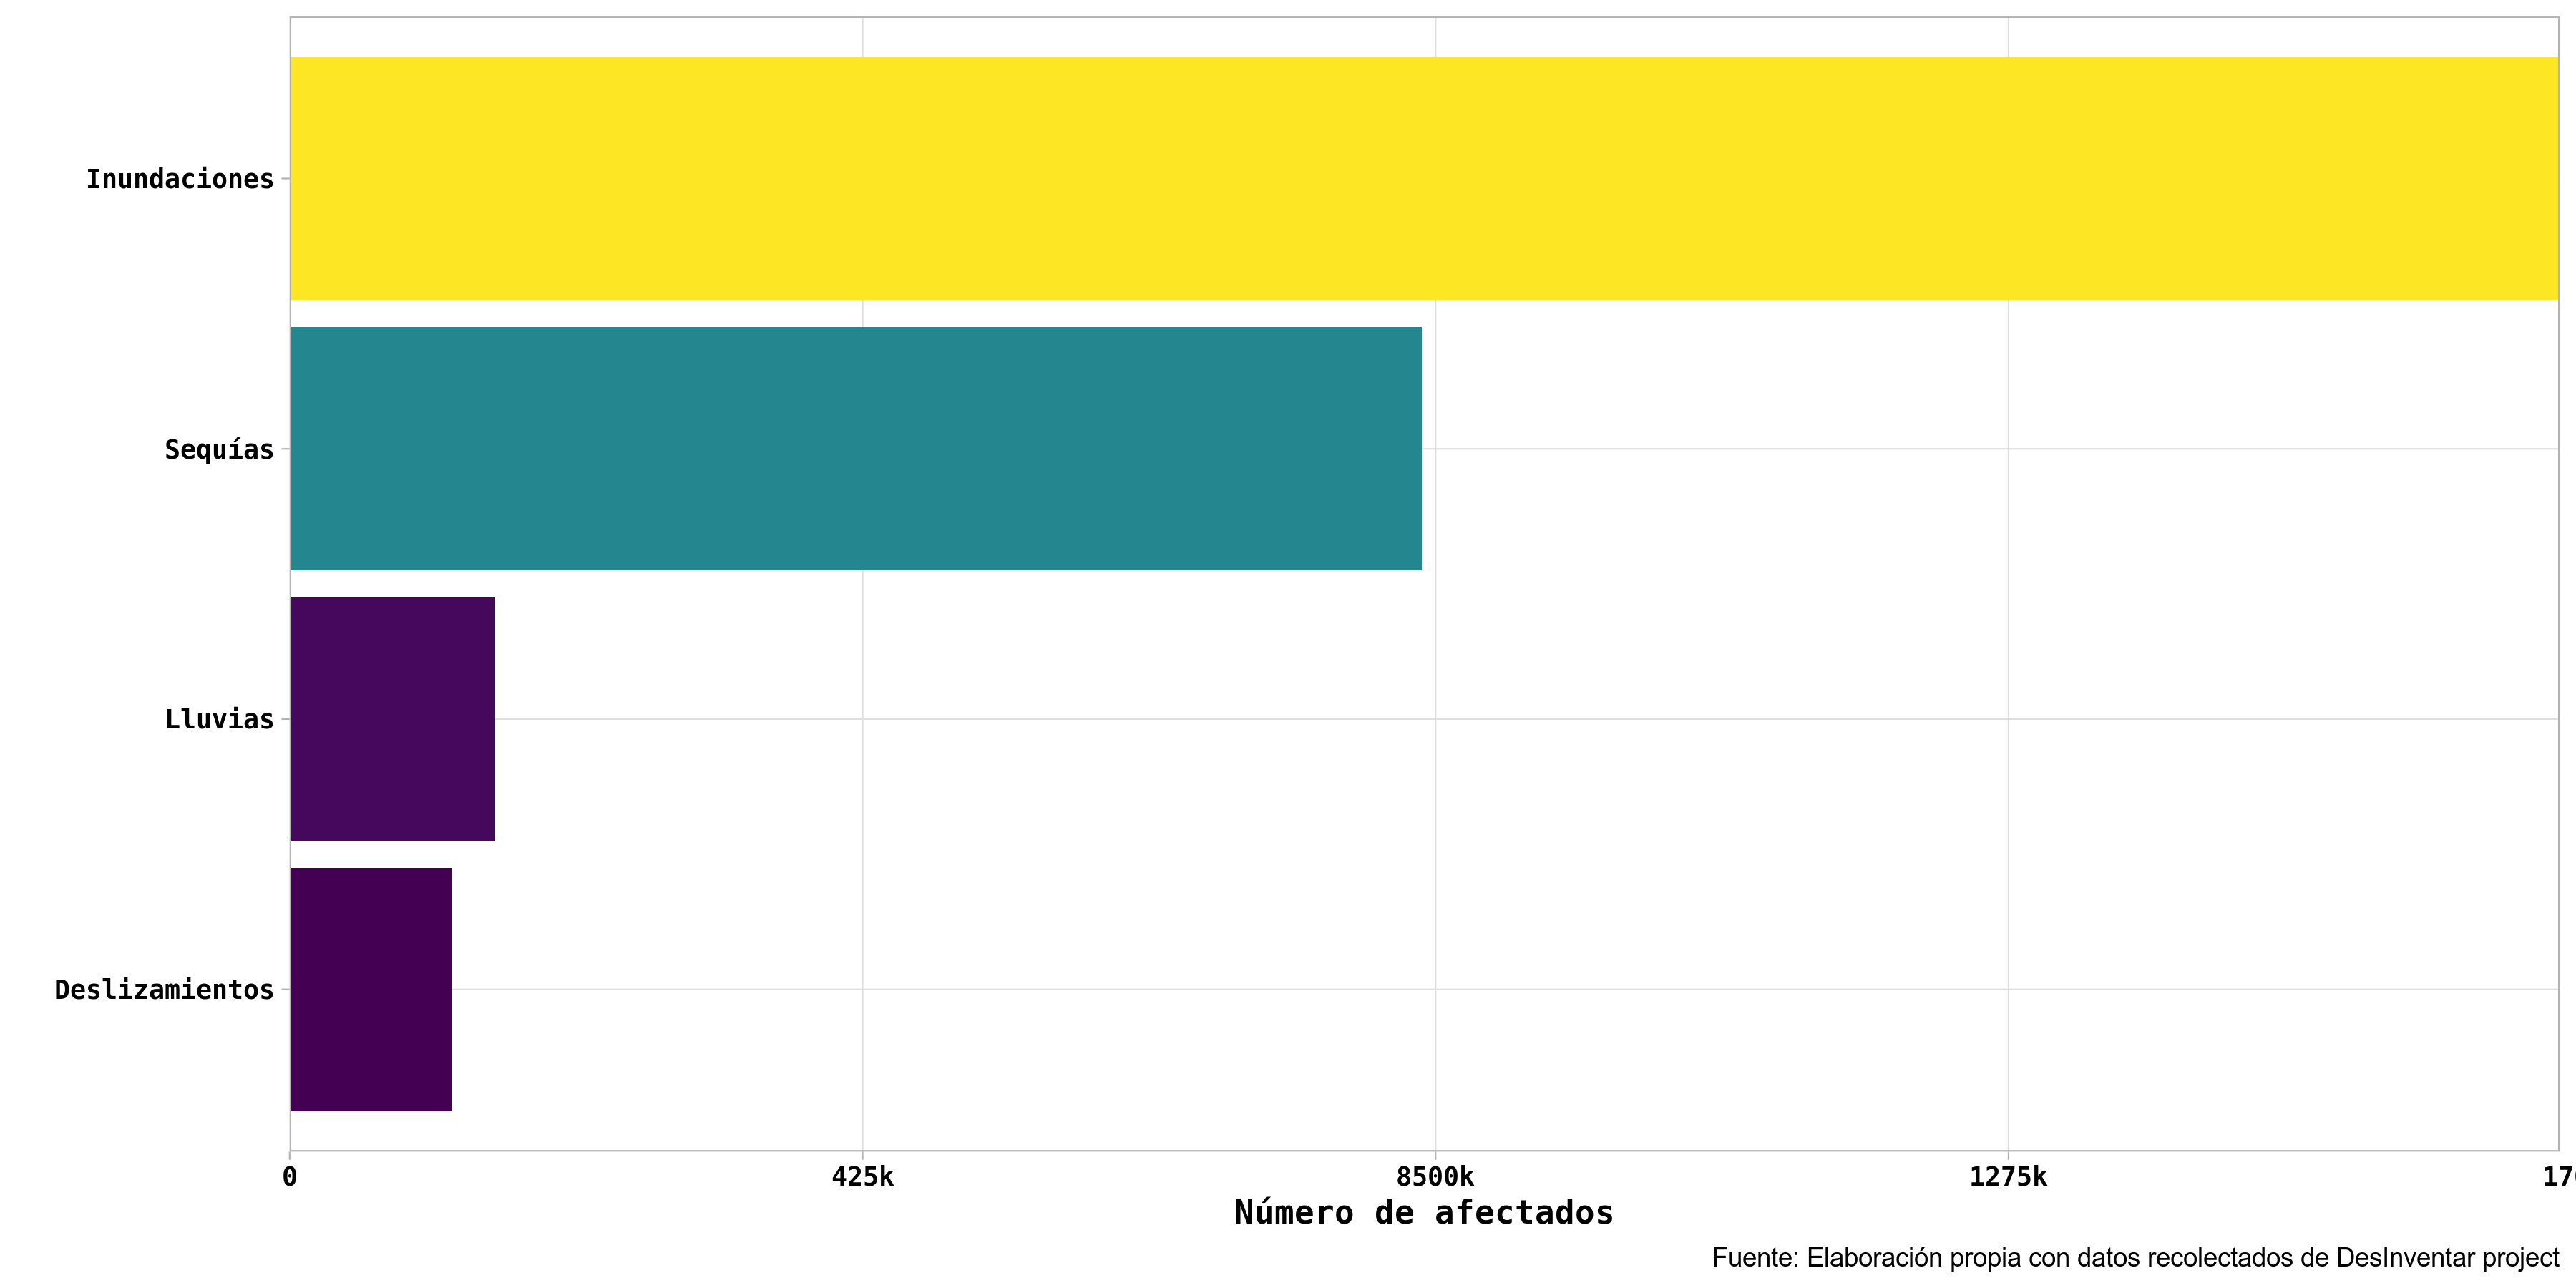 Inundaciones
Sequías
Lluvias
Deslizamientos
0 425k 8500k 1275k
Número de afectados
Fuente: Elaboración propia con datos recolectados de DesInventar project